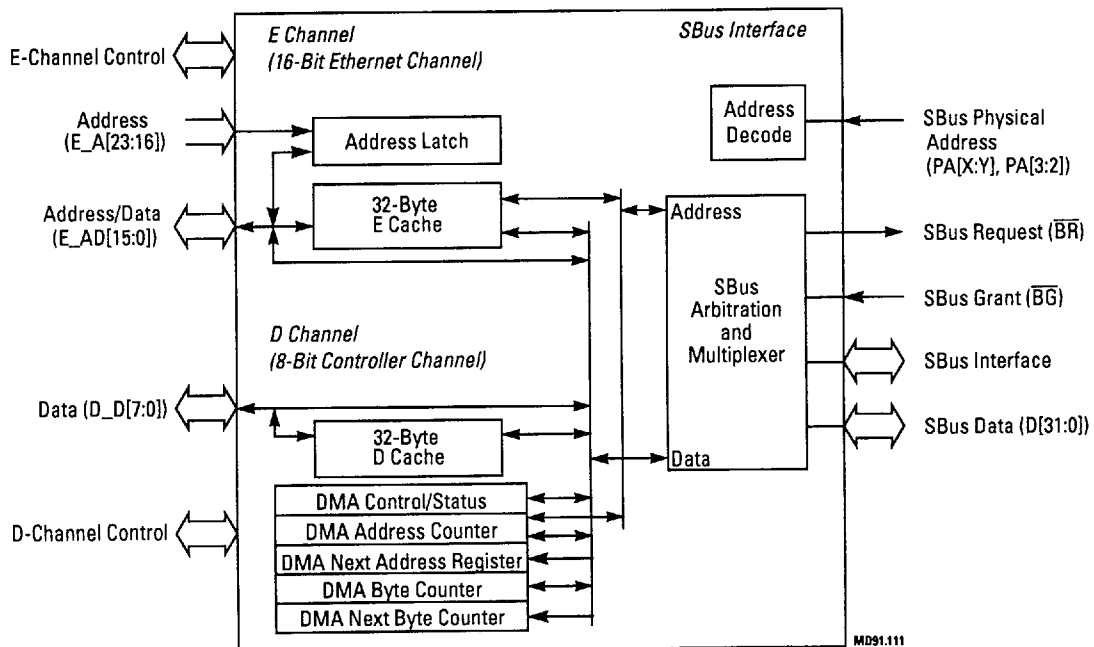 E Channel
(16-Bit Ethernet Channel)
SBus Interface
E-Channel Control
Address
(E_A[23:16])
Address Latch
Address
Decode
SBus Physical
Address
(PA[X:Y], PA[3:2])
Address/Data
(E_AD[15:0])
32-Byte
E Cache
Address
SBus Request (BR)
SBus
Arbitration
and
Multiplexer
SBus Grant (BG)
D Channel
(8-Bit Controller Channel)
SBus Interface
Data (D_D[7:0])
32-Byte
D Cache
SBus Data (D[31:0])
Data
DMA Control/Status
D-Channel Control
DMA Address Counter
DMA Next Address Register
DMA Byte Counter
DMA Next Byte Counter
MD91.111